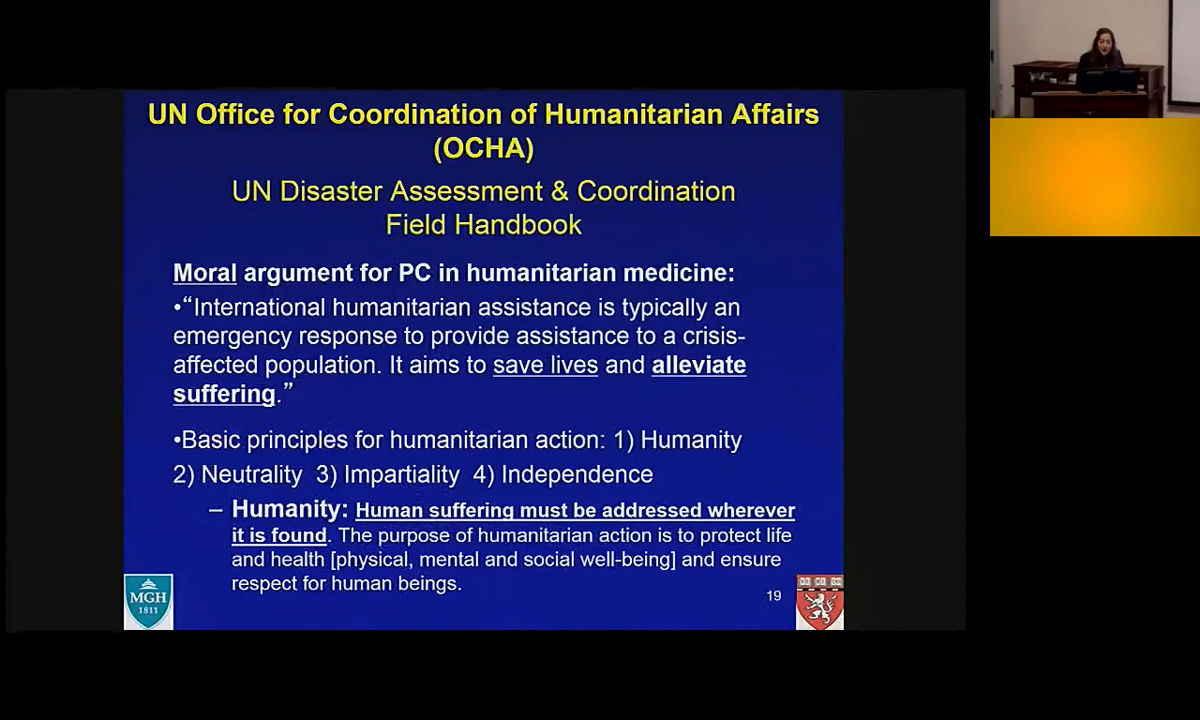 UN Office for Coordination of Humanitarian Affairs
(OCHA)
UN Disaster Assessment & Coordination
Field Handbook
Moral argument for PC in humanitarian medicine:
•“International humanitarian assistance is typically an
emergency response to provide assistance to a crisis-
affected population. It aims to save lives and alleviate
suffering.”
•Basic principles for humanitarian action: 1) Humanity
2) Neutrality 3) Impartiality 4) Independence
– Humanity: Human suffering must be addressed wherever
it is found. The purpose of humanitarian action is to protect life
and health [physical, mental and social well-being] and ensure
respect for human beings.
MGH
1811
19